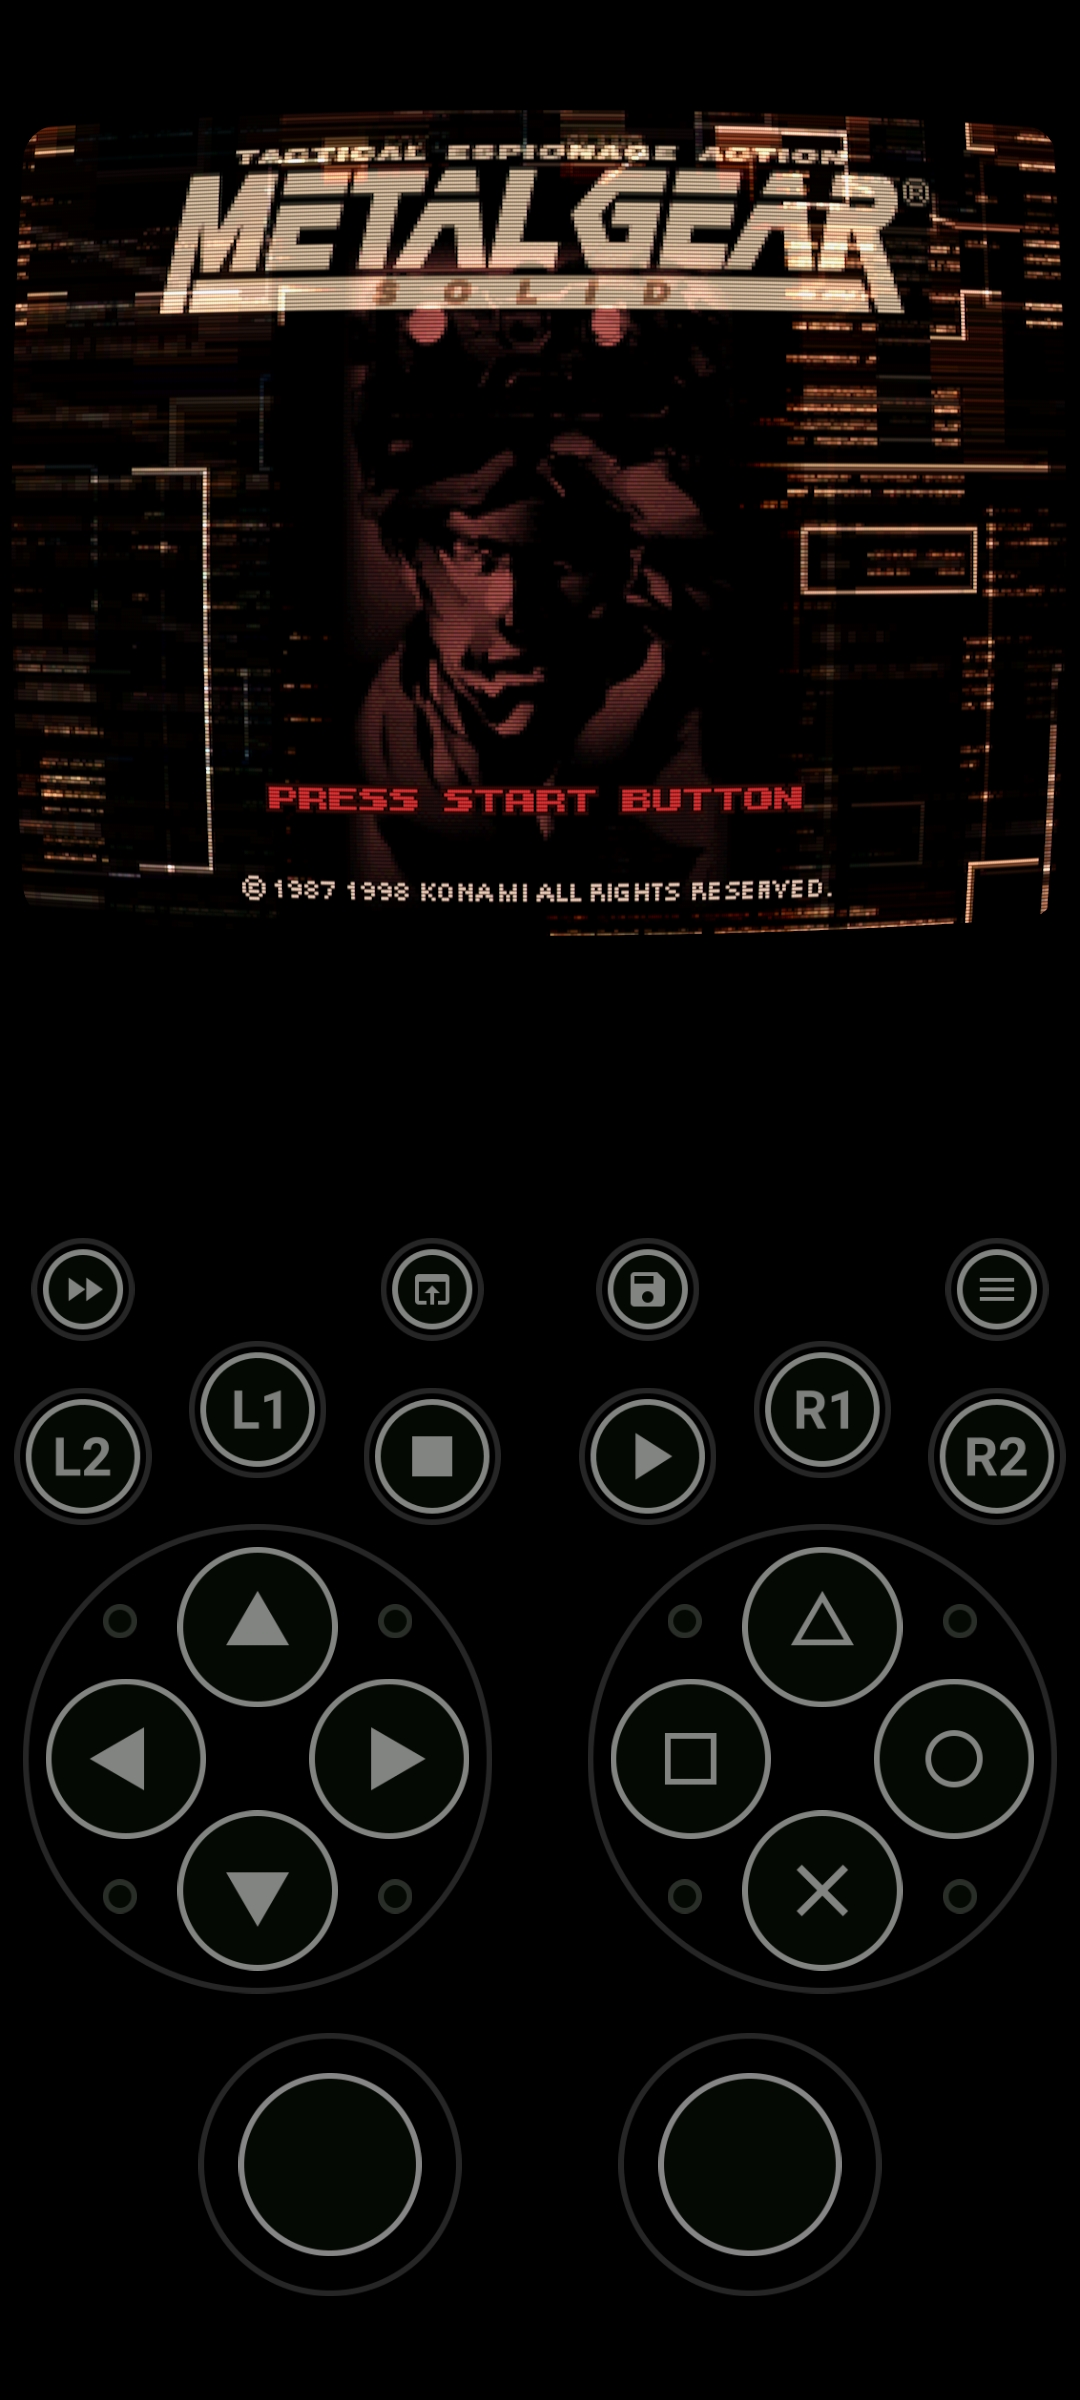 TACTICAL ESPIONAGE ACTION
METAL GEAR®
SOLID
PRESS START BUTTON
© 1987 1998 KONAMI ALL RIGHTS RESERVED.
L1
R1
L2
R2